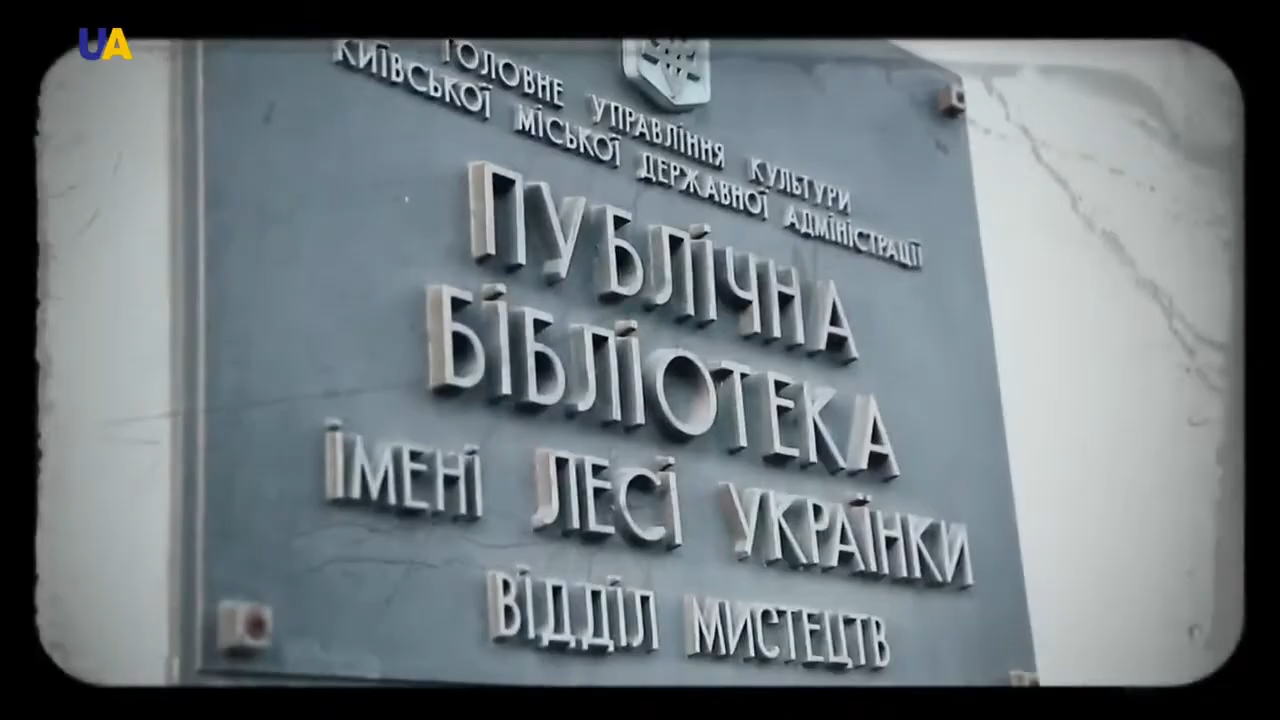 UA
ГОЛОВНЕ УПРАВЛІННЯ КУЛЬТУРИ
КИЇВСЬКОЇ МІСЬКОЇ ДЕРЖАВНОЇ АДМІНІСТРАЦІЇ
ПУБЛІЧНА
БІБЛІОТЕКА
ІМЕНІ ЛЕСІ УКРАЇНКИ
ВІДДІЛ МИСТЕЦТВ